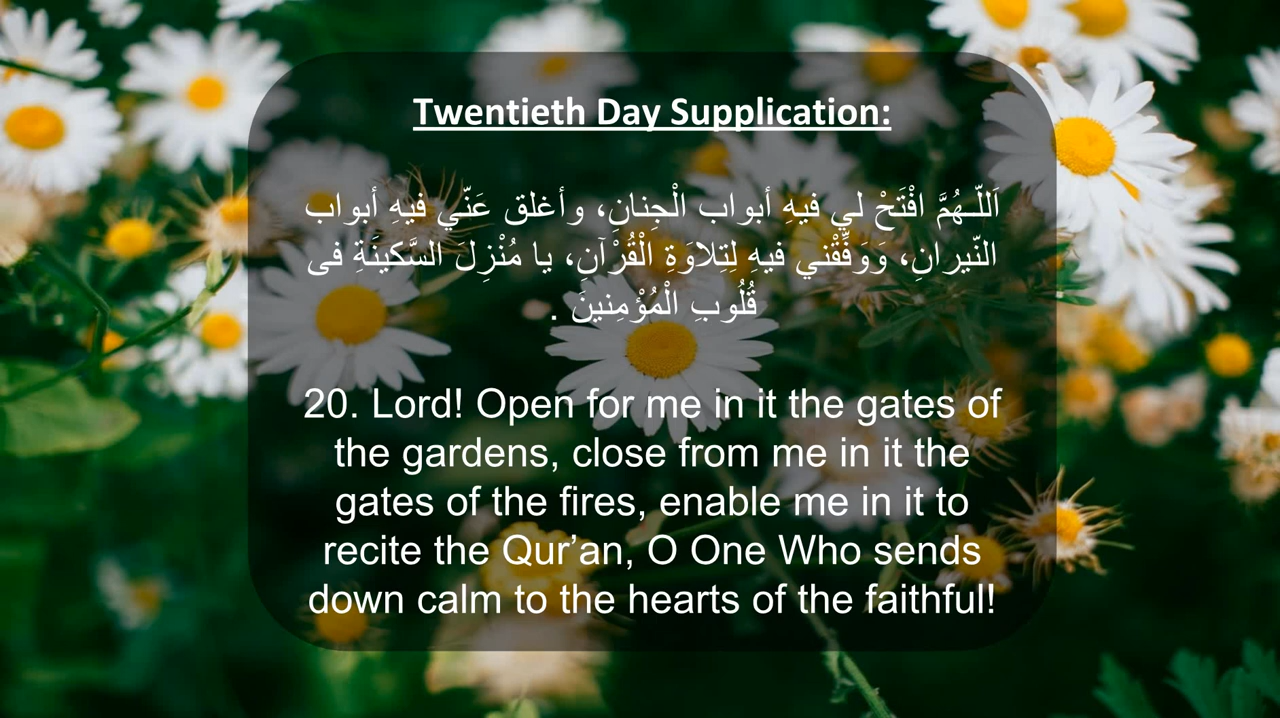 Twentieth Day Supplication:
اَللّـهُمَّ افْتَحْ لي فيهِ أبواب الْجِنانِ، وأغلق عَنّي فيهِ أبواب
النّيرانِ، وَوَفِّقْني فيهِ لِتِلاوَةِ الْقُرْآنِ، يا مُنْزِلَ السَّكينَةِ فى
قُلُوبِ الْمُؤْمِنينَ .
20. Lord! Open for me in it the gates of
the gardens, close from me in it the
gates of the fires, enable me in it to
recite the Qur’an, O One Who sends
down calm to the hearts of the faithful!